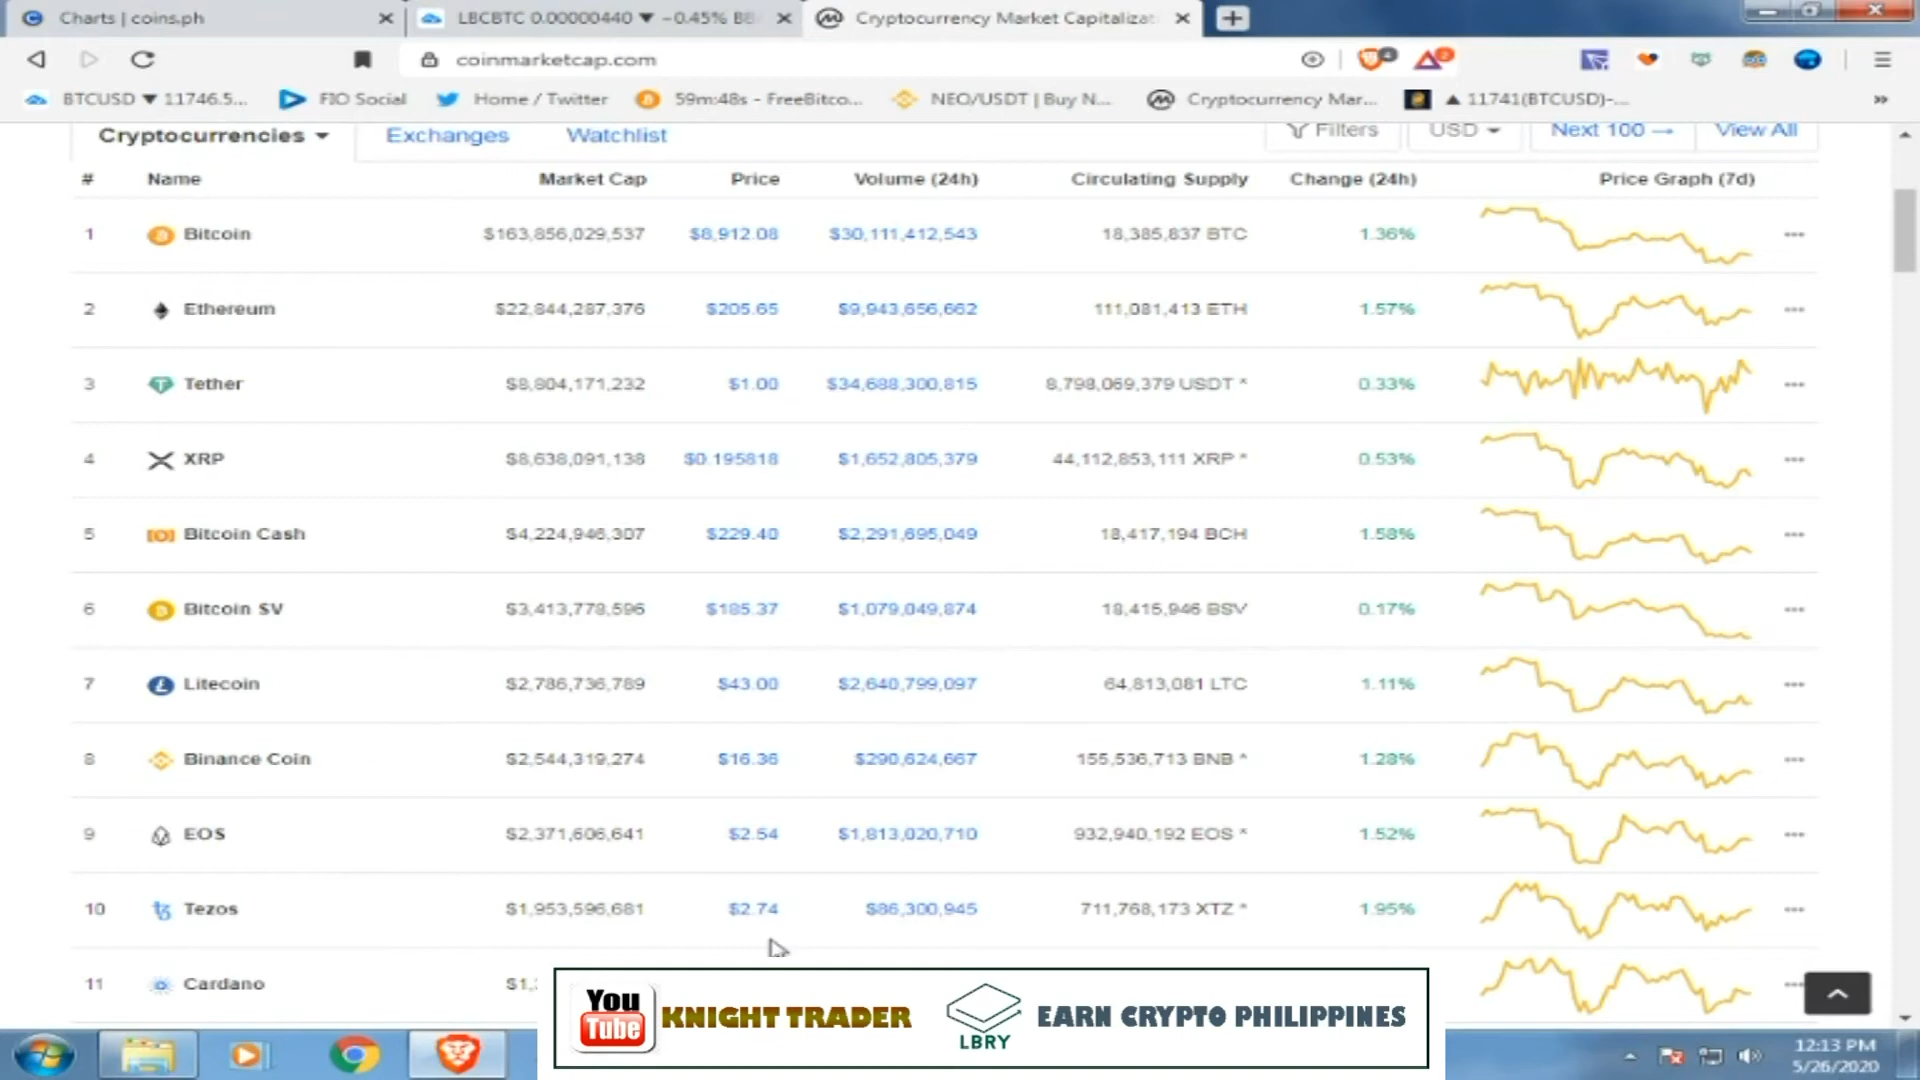 Charts | coins.ph
LBCBTC 0.00000440 ▼ −0.45% BB
Cryptocurrency Market Capitalizat
coinmarketcap.com
BTCUSD ▼ 11746.5...
FIO Social
Home / Twitter
59m:48s - FreeBitco...
NEO/USDT | Buy N...
Cryptocurrency Mar...
▲ 11741(BTCUSD)-...
Cryptocurrencies
Exchanges
Watchlist
Filters
USD
Next 100 →
View All
# Name Market Cap Price Volume (24h) Circulating Supply Change (24h) Price Graph (7d)
1 Bitcoin $163,856,029,537 $8,912.08 $30,111,412,543 18,385,837 BTC 1.36%
2 Ethereum $22,844,287,376 $205.65 $9,943,656,662 111,081,413 ETH 1.57%
3 Tether $8,804,171,232 $1.00 $34,688,300,815 8,798,069,379 USDT * 0.33%
4 XRP $8,638,091,138 $0.195818 $1,652,805,379 44,112,853,111 XRP * 0.53%
5 Bitcoin Cash $4,224,946,307 $229.40 $2,291,695,049 18,417,194 BCH 1.58%
6 Bitcoin SV $3,413,778,596 $185.37 $1,079,049,874 18,415,946 BSV 0.17%
7 Litecoin $2,786,736,789 $43.00 $2,640,799,097 64,813,081 LTC 1.11%
8 Binance Coin $2,544,319,274 $16.36 $290,624,667 155,536,713 BNB * 1.28%
9 EOS $2,371,606,641 $2.54 $1,813,020,710 932,940,192 EOS * 1.52%
10 Tezos $1,953,596,681 $2.74 $86,300,945 711,768,173 XTZ * 1.95%
11 Cardano
You
Tube
KNIGHT TRADER
LBRY
EARN CRYPTO PHILIPPINES
12:13 PM
5/26/2020